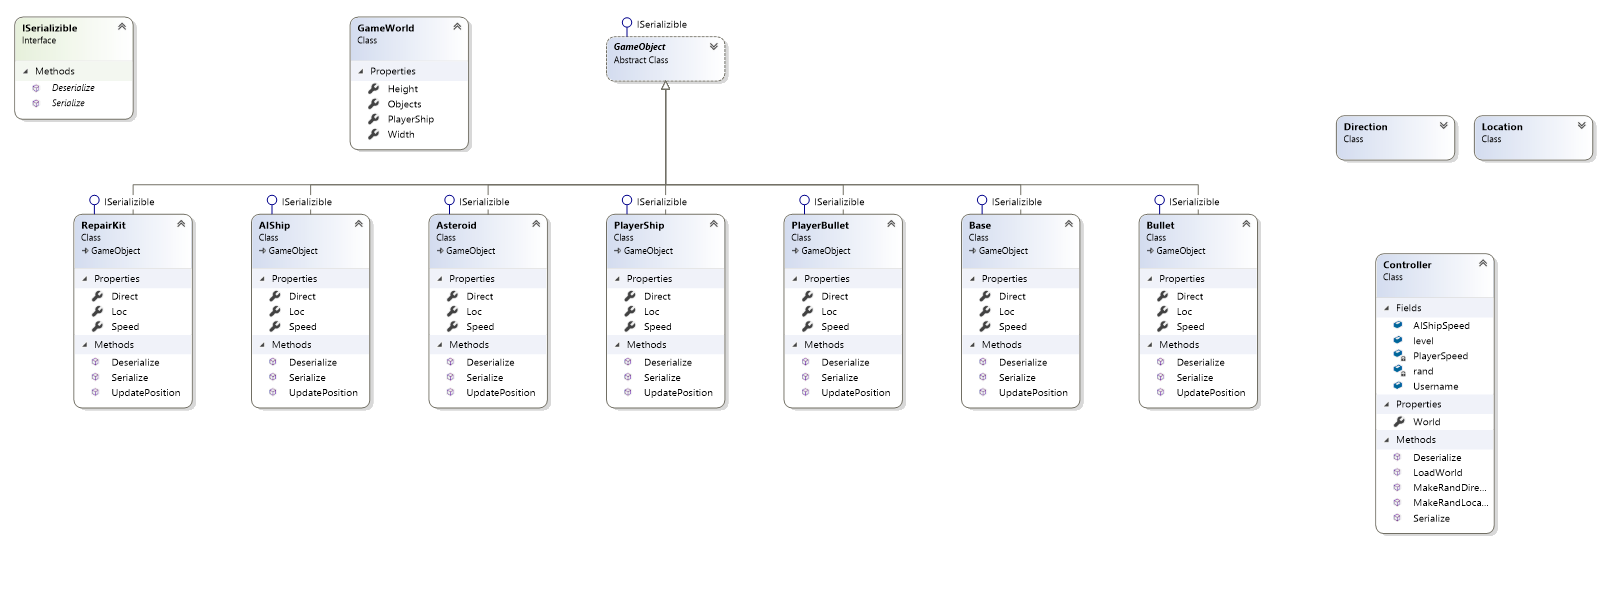 ISerializible
Interface
Methods
Deserialize
Serialize
GameWorld
Class
Properties
Height
Objects
PlayerShip
Width
ISerializible
GameObject
Abstract Class
Direction
Class
Location
Class
ISerializible
RepairKit
Class
GameObject
Properties
Direct
Loc
Speed
Methods
Deserialize
Serialize
UpdatePosition
ISerializible
AIShip
Class
GameObject
Properties
Direct
Loc
Speed
Methods
Deserialize
Serialize
UpdatePosition
ISerializible
Asteroid
Class
GameObject
Properties
Direct
Loc
Speed
Methods
Deserialize
Serialize
UpdatePosition
ISerializible
PlayerShip
Class
GameObject
Properties
Direct
Loc
Speed
Methods
Deserialize
Serialize
UpdatePosition
ISerializible
PlayerBullet
Class
GameObject
Properties
Direct
Loc
Speed
Methods
Deserialize
Serialize
UpdatePosition
ISerializible
Base
Class
GameObject
Properties
Direct
Loc
Speed
Methods
Deserialize
Serialize
UpdatePosition
ISerializible
Bullet
Class
GameObject
Properties
Direct
Loc
Speed
Methods
Deserialize
Serialize
UpdatePosition
Controller
Class
Fields
AIShipSpeed
level
PlayerSpeed
rand
Username
Properties
World
Methods
Deserialize
LoadWorld
MakeRandDire...
MakeRandLoca...
Serialize